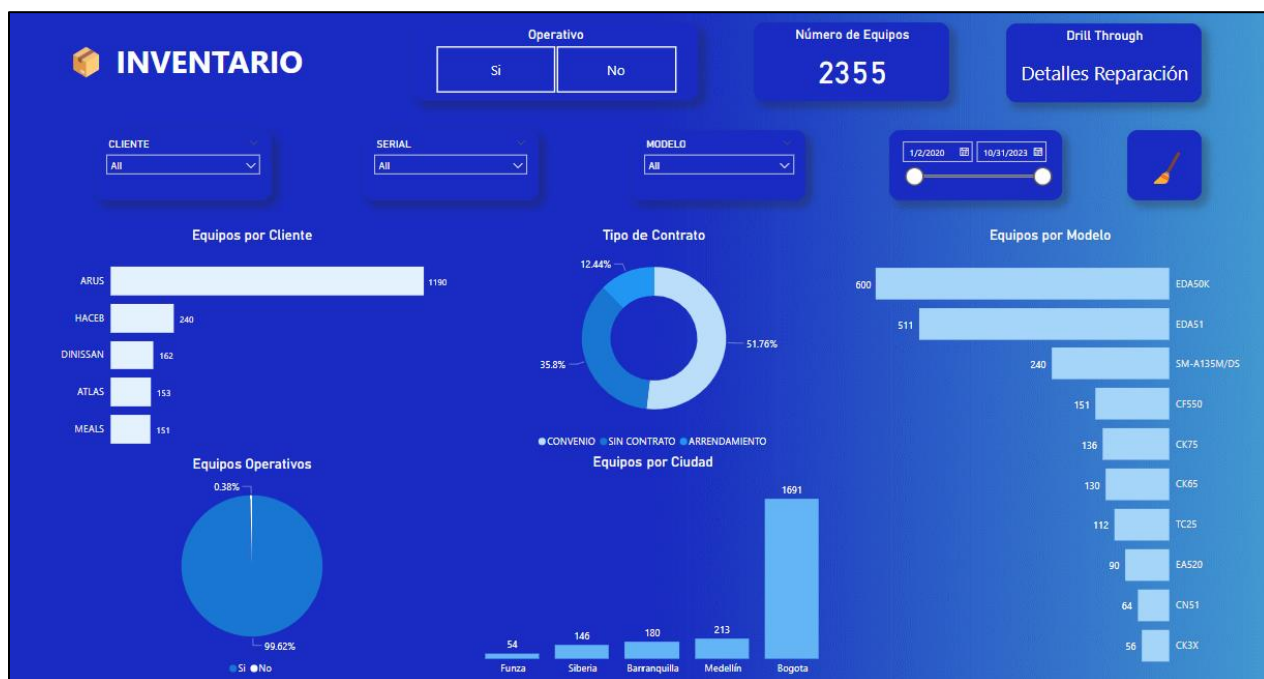 INVENTARIO
Operativo
Si
No
Número de Equipos
2355
Drill Through
Detalles Reparación
CLIENTE
All
SERIAL
All
MODELO
All
1/2/2020
10/31/2023
Equipos por Cliente
ARUS
1190
HACEB
240
DINISSAN
162
ATLAS
153
MEALS
151
Tipo de Contrato
12.44%
51.76%
35.8%
CONVENIO
SIN CONTRATO
ARRENDAMIENTO
Equipos por Modelo
600
EDA50K
511
EDA51
240
SM-A135M/DS
151
CF550
136
CK75
130
CK65
112
TC25
90
EA520
64
CN51
56
CK3X
Equipos Operativos
0.38%
99.62%
Si
No
Equipos por Ciudad
54
146
180
213
1691
Funza
Siberia
Barranquilla
Medellín
Bogota